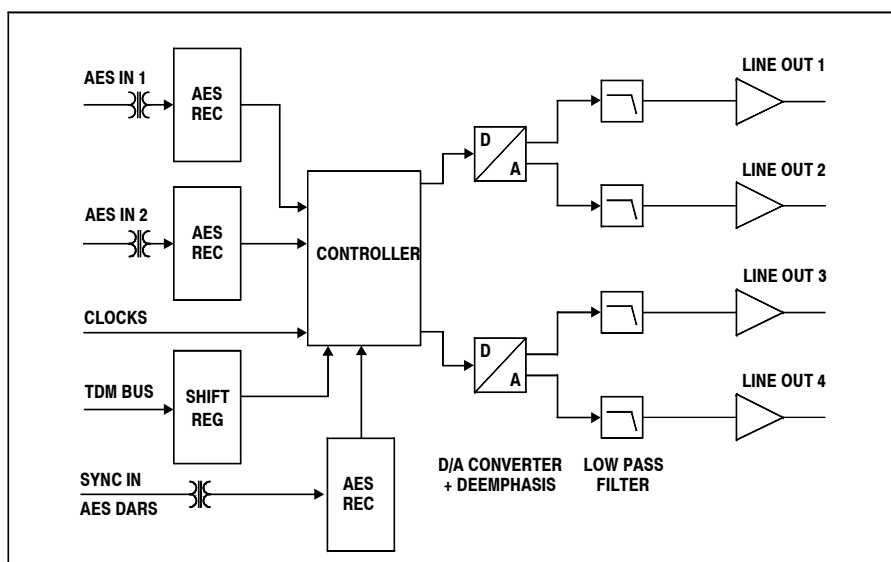 AES IN 1
AES
REC
AES IN 2
AES
REC
CLOCKS
TDM BUS
SHIFT
REG
SYNC IN
AES DARS
AES
REC
CONTROLLER
D
A
D
A
D/A CONVERTER
+ DEEMPHASIS
LOW PASS
FILTER
LINE OUT 1
LINE OUT 2
LINE OUT 3
LINE OUT 4